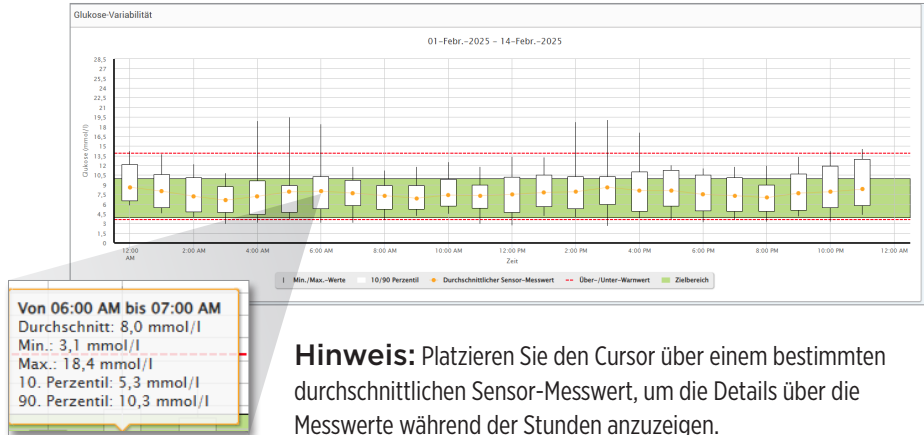 Glukose-Variabilität
01-Febr.-2025 - 14-Febr.-2025
28,5
27
25,5
24
22,5
21
19,5
18
16,5
15
13,5
12
10,5
9
7,5
6
4,5
3
1,5
0
Glukose (mmol/l)
12:00 AM 2:00 AM 4:00 AM 6:00 AM 8:00 AM 10:00 AM 12:00 PM 2:00 PM 4:00 PM 6:00 PM 8:00 PM 10:00 PM 12:00 AM
Zeit
Min./Max.-Werte 10/90 Perzentil Durchschnittlicher Sensor-Messwert Über-/Unter-Warnwert Zielbereich
Von 06:00 AM bis 07:00 AM
Durchschnitt: 8,0 mmol/l
Min.: 3,1 mmol/l
Max.: 18,4 mmol/l
10. Perzentil: 5,3 mmol/l
90. Perzentil: 10,3 mmol/l
Hinweis: Platzieren Sie den Cursor über einem bestimmten
durchschnittlichen Sensor-Messwert, um die Details über die
Messwerte während der Stunden anzuzeigen.